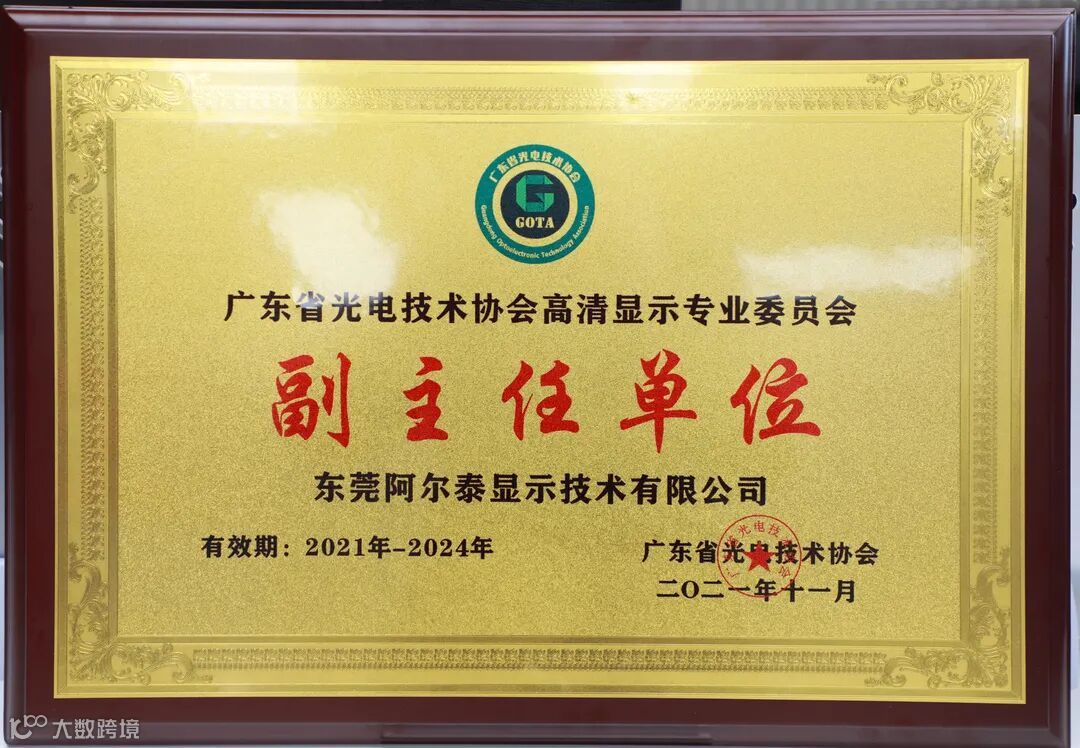 广东省光电技术协会
GOTA
Guangdong Optoelectronic Technology Association
广东省光电技术协会高清显示专业委员会
副主任单位
东莞阿尔泰显示技术有限公司
有效期：2021年-2024年
广东省光电技术协会
二〇二一年十一月
大数跨境